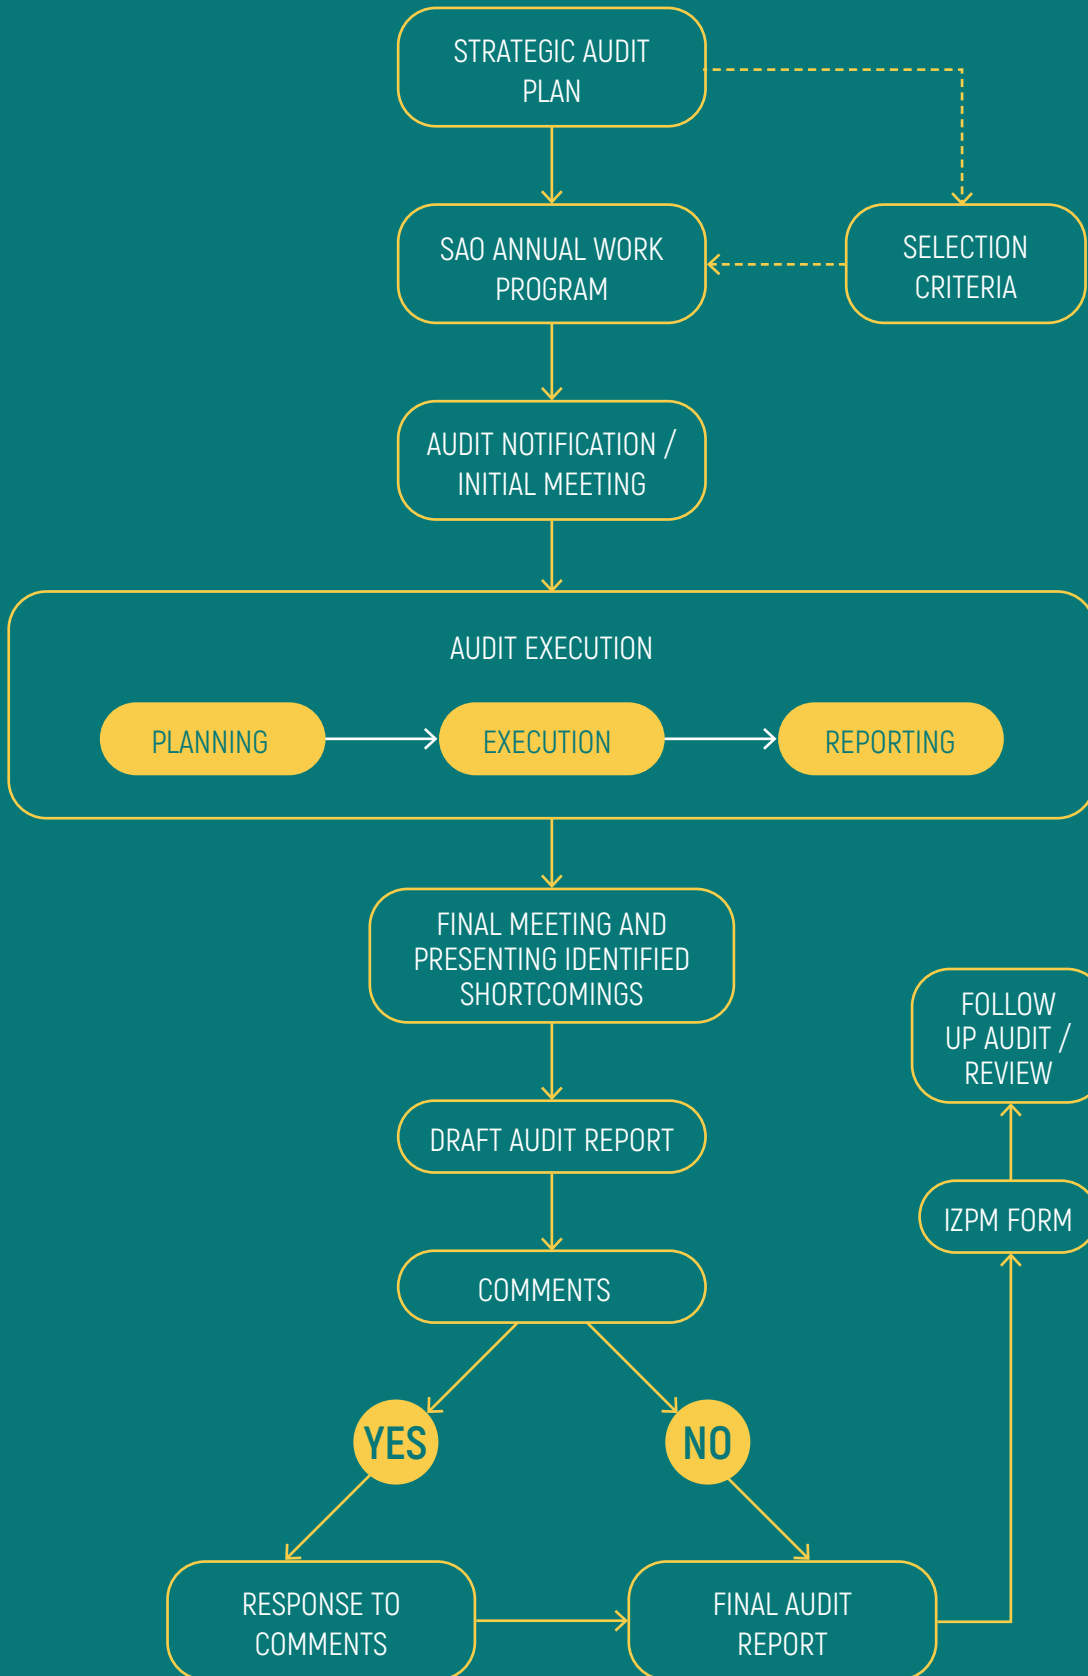 STRATEGIC AUDIT
PLAN
SAO ANNUAL WORK
PROGRAM
SELECTION
CRITERIA
AUDIT NOTIFICATION /
INITIAL MEETING
AUDIT EXECUTION
PLANNING
EXECUTION
REPORTING
FINAL MEETING AND
PRESENTING IDENTIFIED
SHORTCOMINGS
FOLLOW
UP AUDIT /
REVIEW
DRAFT AUDIT REPORT
IZPM FORM
COMMENTS
YES
NO
RESPONSE TO
COMMENTS
FINAL AUDIT
REPORT